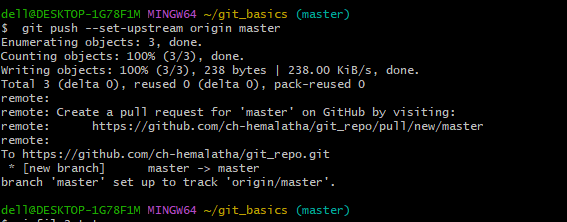 dell@DESKTOP-1G78F1M MINGW64 ~/git_basics (master)
$ git push --set-upstream origin master
Enumerating objects: 3, done.
Counting objects: 100% (3/3), done.
Writing objects: 100% (3/3), 238 bytes | 238.00 KiB/s, done.
Total 3 (delta 0), reused 0 (delta 0), pack-reused 0
remote:
remote: Create a pull request for 'master' on GitHub by visiting:
remote:      https://github.com/ch-hemalatha/git_repo/pull/new/master
remote:
To https://github.com/ch-hemalatha/git_repo.git
 * [new branch]      master -> master
branch 'master' set up to track 'origin/master'.
dell@DESKTOP-1G78F1M MINGW64 ~/git_basics (master)